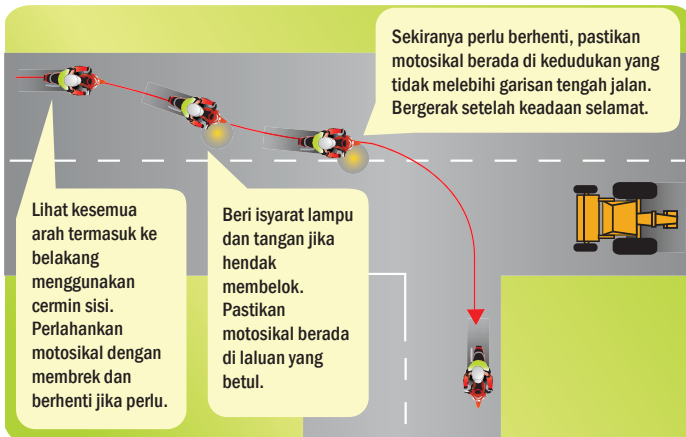 Sekiranya perlu berhenti, pastikan
motosikal berada di kedudukan yang
tidak melebihi garisan tengah jalan.
Bergerak setelah keadaan selamat.
Lihat kesemua
arah termasuk ke
belakang
menggunakan
cermin sisi.
Perlahankan
motosikal dengan
membrek dan
berhenti jika perlu.
Beri isyarat lampu
dan tangan jika
hendak
membelok.
Pastikan
motosikal berada
di laluan yang
betul.